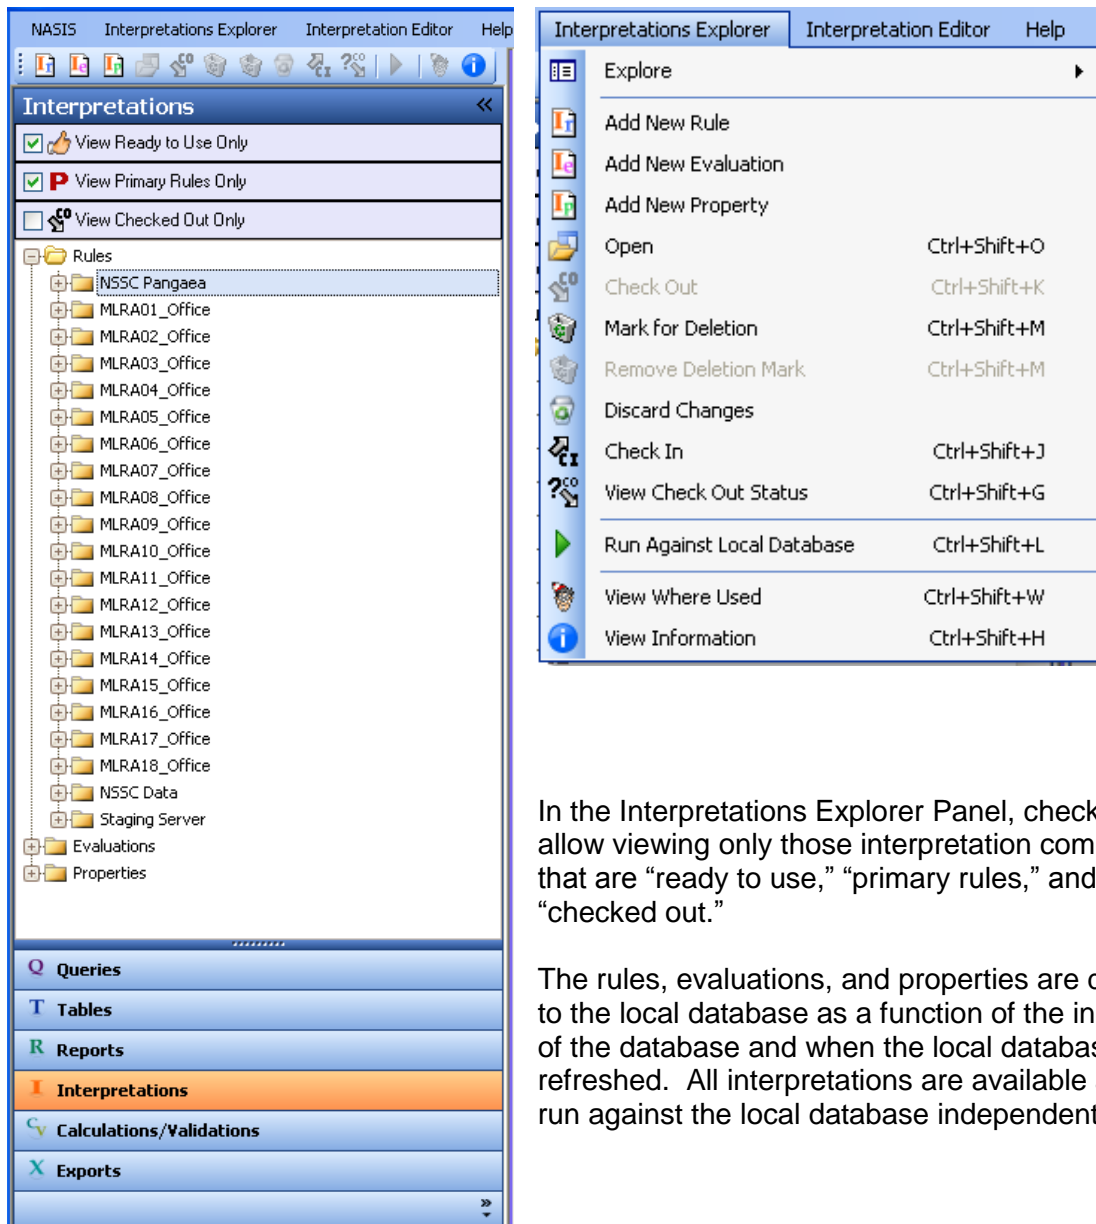 NASIS Interpretations Explorer Interpretation Editor Help
Interpretations
View Ready to Use Only
P View Primary Rules Only
View Checked Out Only
Rules
NSSC Pangaea
MLRA01_Office
MLRA02_Office
MLRA03_Office
MLRA04_Office
MLRA05_Office
MLRA06_Office
MLRA07_Office
MLRA08_Office
MLRA09_Office
MLRA10_Office
MLRA11_Office
MLRA12_Office
MLRA13_Office
MLRA14_Office
MLRA15_Office
MLRA16_Office
MLRA17_Office
MLRA18_Office
NSSC Data
Staging Server
Evaluations
Properties
Q Queries
T Tables
R Reports
I Interpretations
CV Calculations/Validations
X Exports
Interpretations Explorer Interpretation Editor Help
Explore
Add New Rule
Add New Evaluation
Add New Property
Open Ctrl+Shift+O
Check Out Ctrl+Shift+K
Mark for Deletion Ctrl+Shift+M
Remove Deletion Mark Ctrl+Shift+M
Discard Changes
Check In Ctrl+Shift+J
View Check Out Status Ctrl+Shift+G
Run Against Local Database Ctrl+Shift+L
View Where Used Ctrl+Shift+W
View Information Ctrl+Shift+H
In the Interpretations Explorer Panel, check
allow viewing only those interpretation com
that are “ready to use,” “primary rules,” and
“checked out.”
The rules, evaluations, and properties are
to the local database as a function of the in
of the database and when the local databas
refreshed. All interpretations are available
run against the local database independent